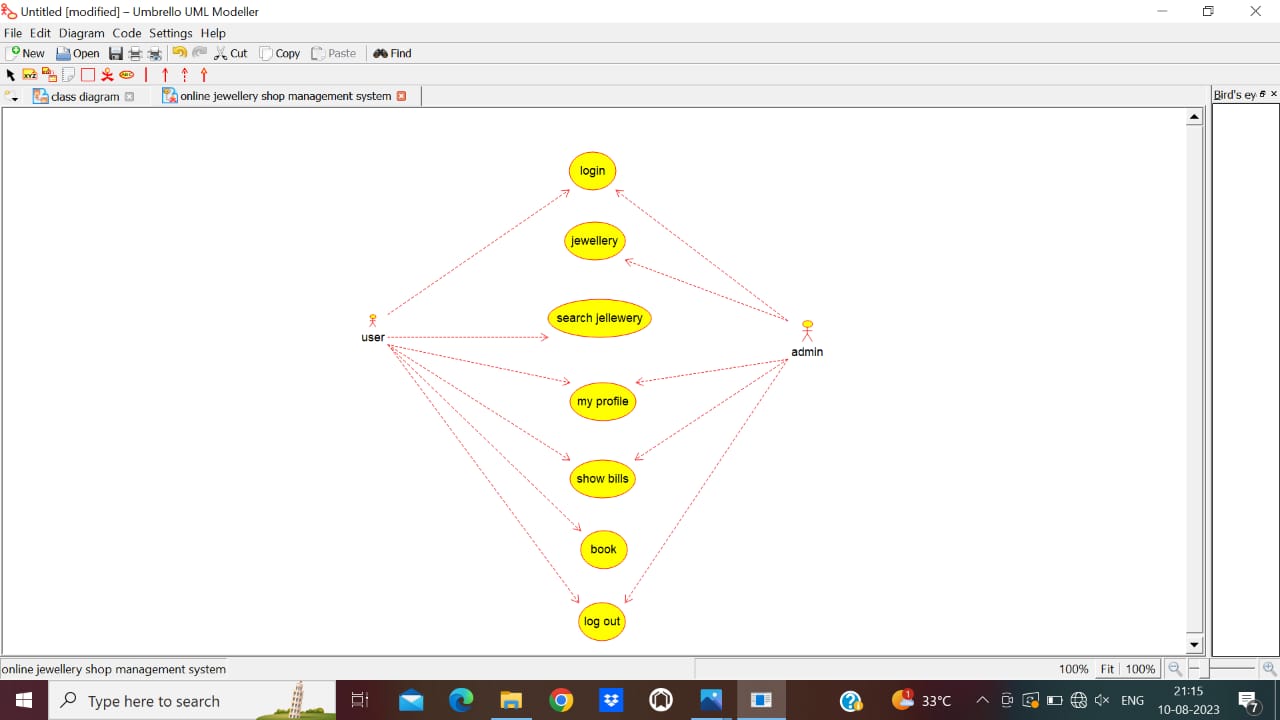 Untitled [modified] – Umbrello UML Modeller
File Edit Diagram Code Settings Help
New Open Cut Copy Paste Find
XYZ ABC
class diagram online jewellery shop management system Bird's ey
login
jewellery
search jellewery
user
admin
my profile
show bills
book
log out
online jewellery shop management system 100% Fit 100%
Type here to search 1 33°C ENG 21:15
10-08-2023 7